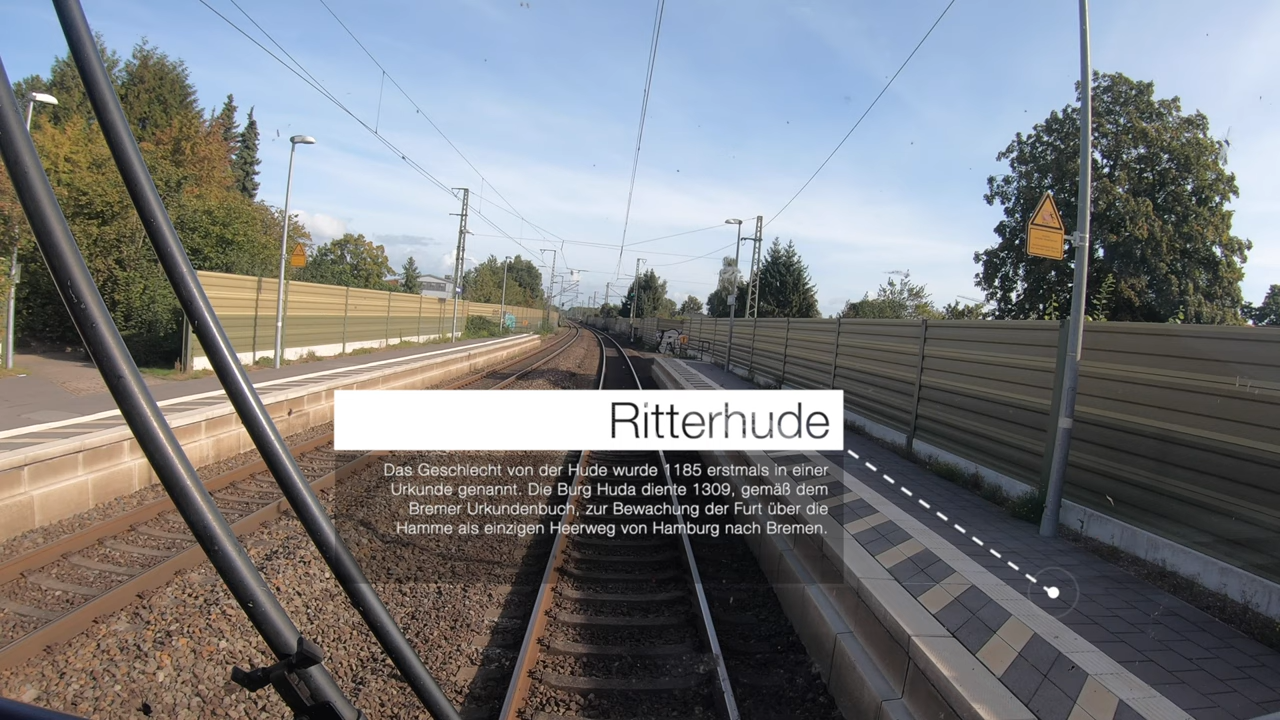 Ritterhude
Das Geschlecht von der Hude wurde 1185 erstmals in einer
Urkunde genannt. Die Burg Huda diente 1309, gemäß dem
Bremer Urkundenbuch, zur Bewachung der Furt über die
Hamme als einzigen Heerweg von Hamburg nach Bremen.